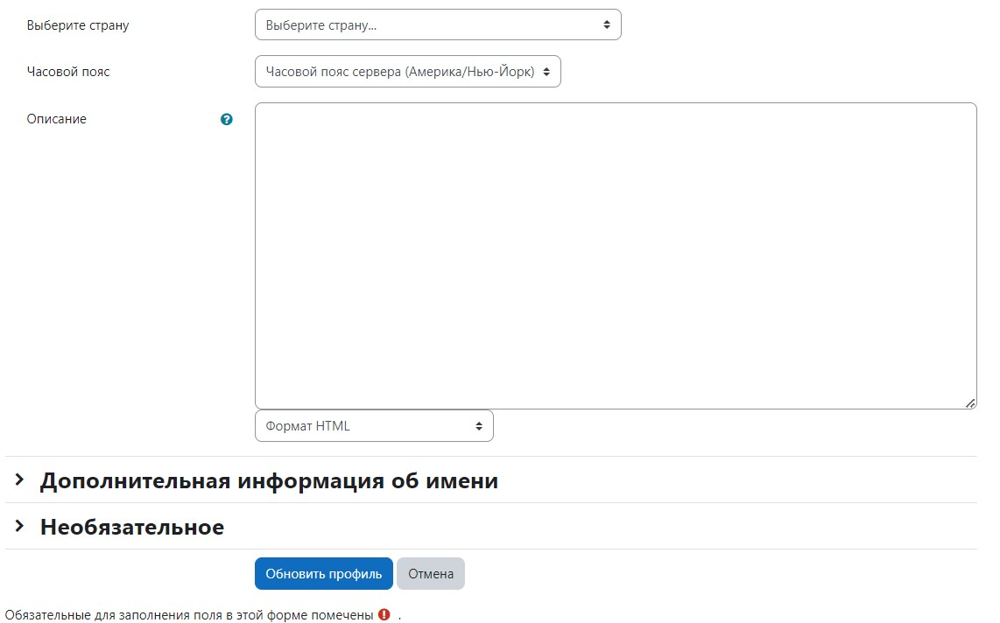 Выберите страну
Выберите страну...
Часовой пояс
Часовой пояс сервера (Америка/Нью-Йорк)
Описание
Формат HTML
Дополнительная информация об имени
Необязательное
Обновить профиль
Отмена
Обязательные для заполнения поля в этой форме помечены .